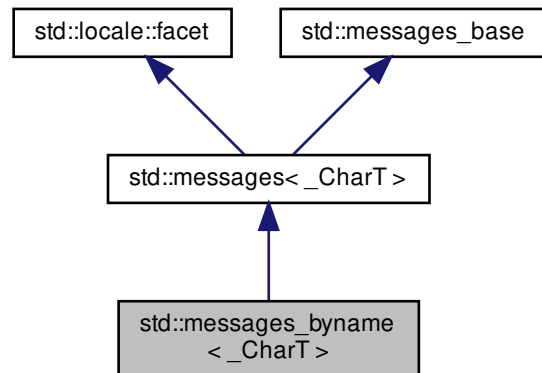 std::locale::facet
std::messages_base
std::messages< _CharT >
std::messages_byname
< _CharT >